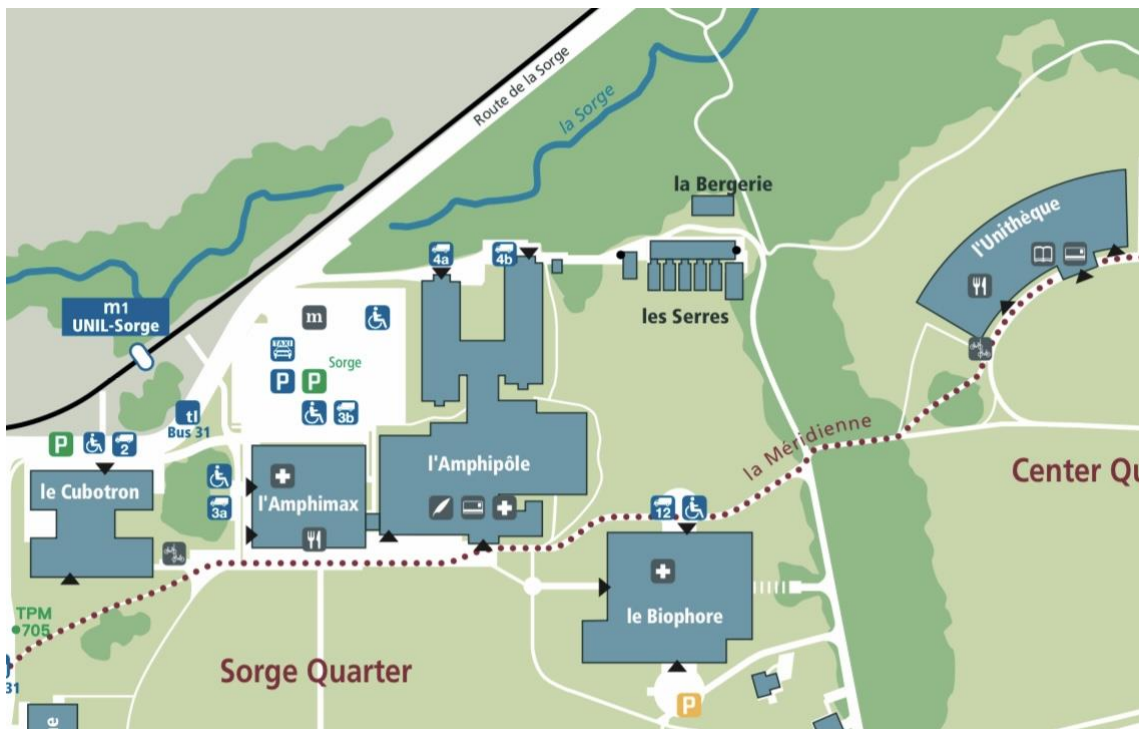 Route de la Sorge
la Sorge
la Bergerie
l'Unithèque
4a
4b
m1
UNIL-Sorge
m
les Serres
TAXI
Sorge
P
P
3b
tl
Bus 31
P
2
la Méridienne
le Cubotron
l'Amphipôle
Center Qu
3a
l'Amphimax
12
le Biophore
TPM
705
Sorge Quarter
31
P